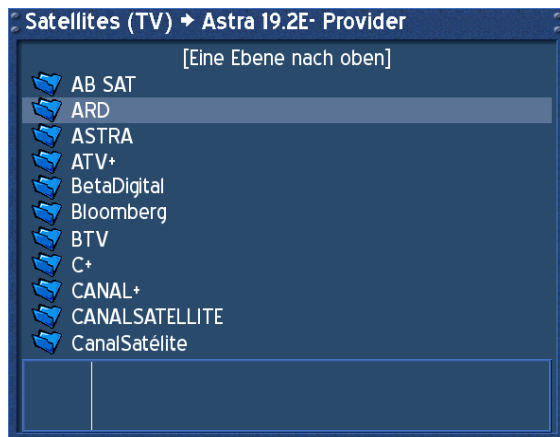 Satellites (TV) → Astra 19.2E- Provider
[Eine Ebene nach oben]
AB SAT
ARD
ASTRA
ATV+
BetaDigital
Bloomberg
BTV
C+
CANAL+
CANALSATELLITE
CanalSatélite